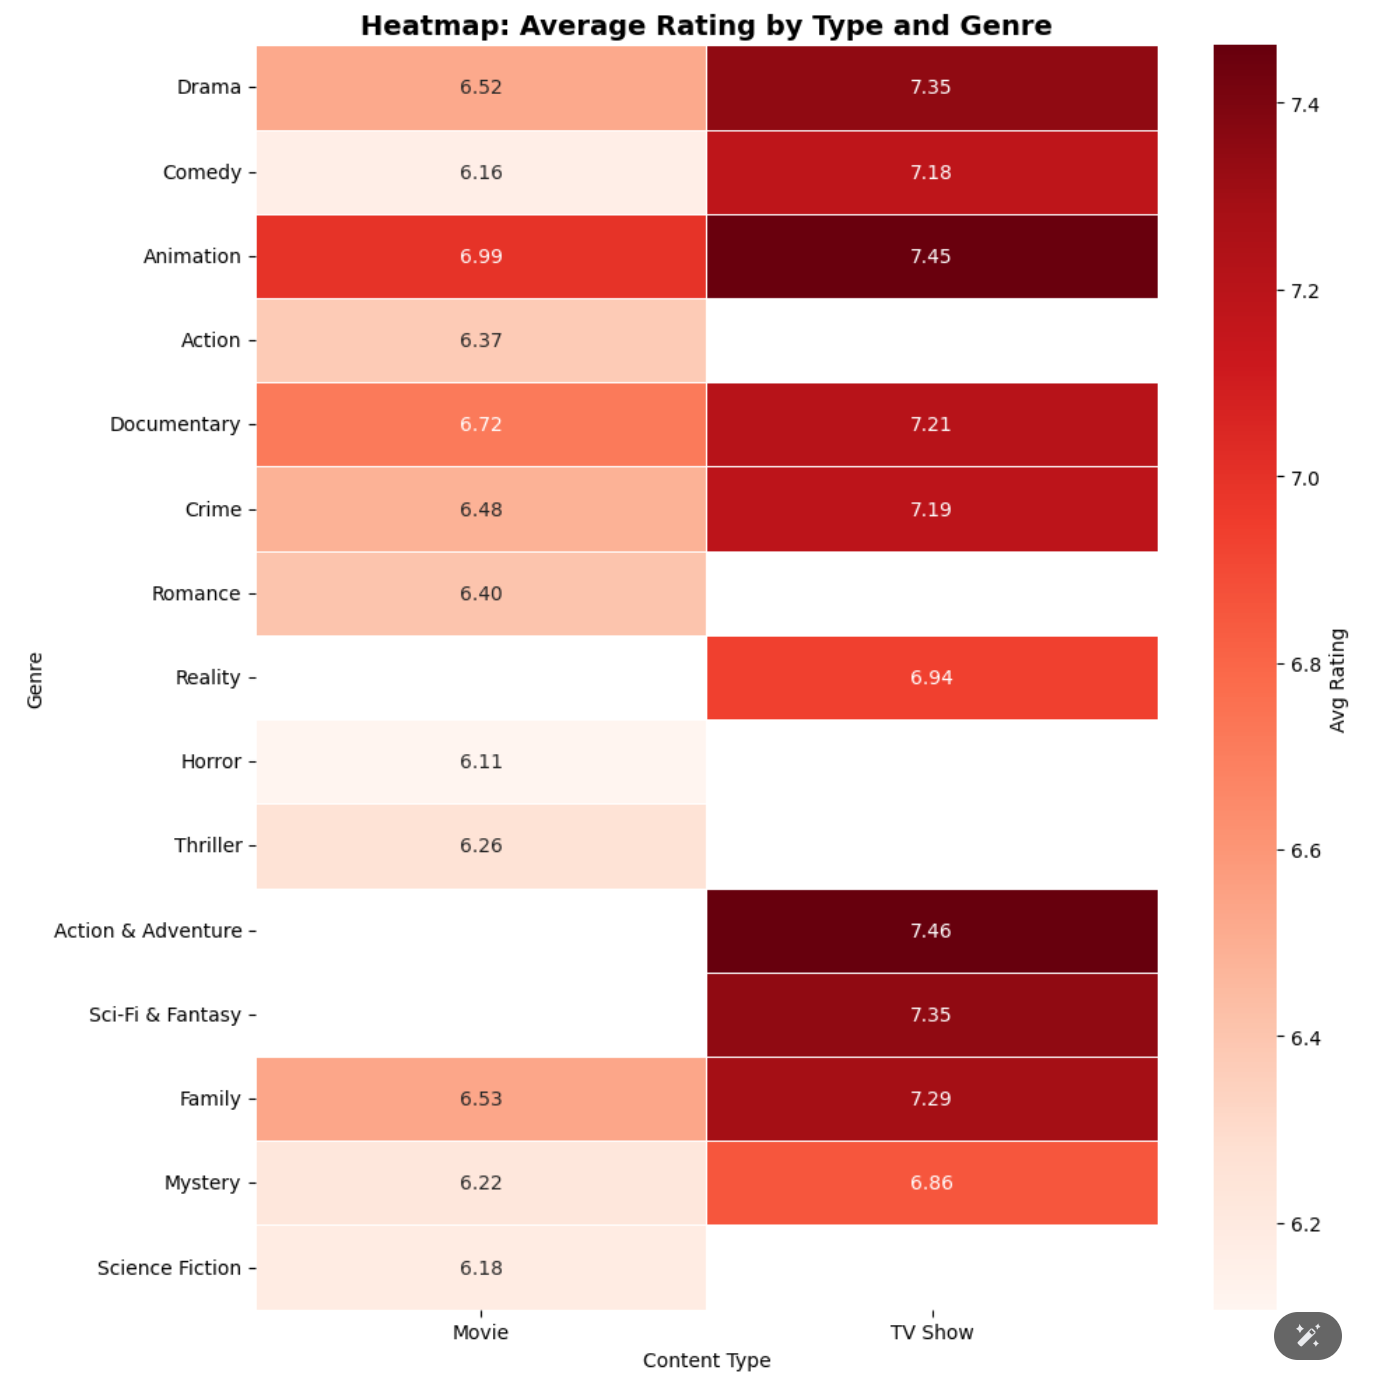 Heatmap: Average Rating by Type and Genre
Drama 6.52 7.35
Comedy 6.16 7.18
Animation 6.99 7.45
Action 6.37
Documentary 6.72 7.21
Crime 6.48 7.19
Romance 6.40
Reality 6.94
Horror 6.11
Thriller 6.26
Action & Adventure 7.46
Sci-Fi & Fantasy 7.35
Family 6.53 7.29
Mystery 6.22 6.86
Science Fiction 6.18
Movie TV Show
Content Type
Genre
7.4
7.2
7.0
6.8
6.6
6.4
6.2
Avg Rating